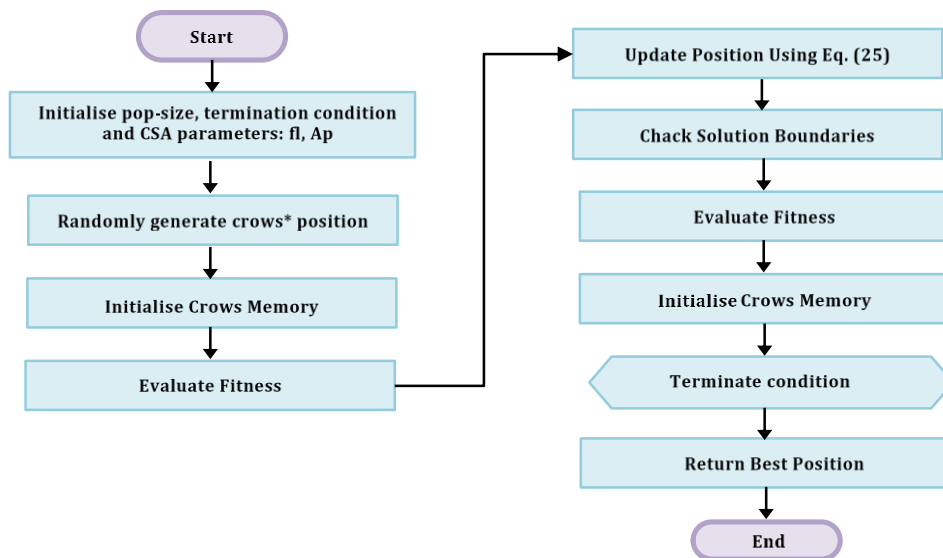 Start
Initialise pop-size, termination condition
and CSA parameters: fl, Ap
Randomly generate crows* position
Initialise Crows Memory
Evaluate Fitness
Update Position Using Eq. (25)
Chack Solution Boundaries
Evaluate Fitness
Initialise Crows Memory
Terminate condition
Return Best Position
End